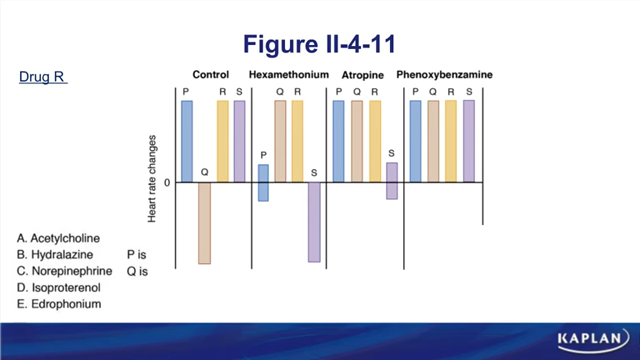 Figure II-4-11
Drug R
Control Hexamethonium Atropine Phenoxybenzamine
P R S Q R P Q R P Q R S
P S
Q S
Heart rate changes
0
A. Acetylcholine
B. Hydralazine P is
C. Norepinephrine Q is
D. Isoproterenol
E. Edrophonium
KAPLAN